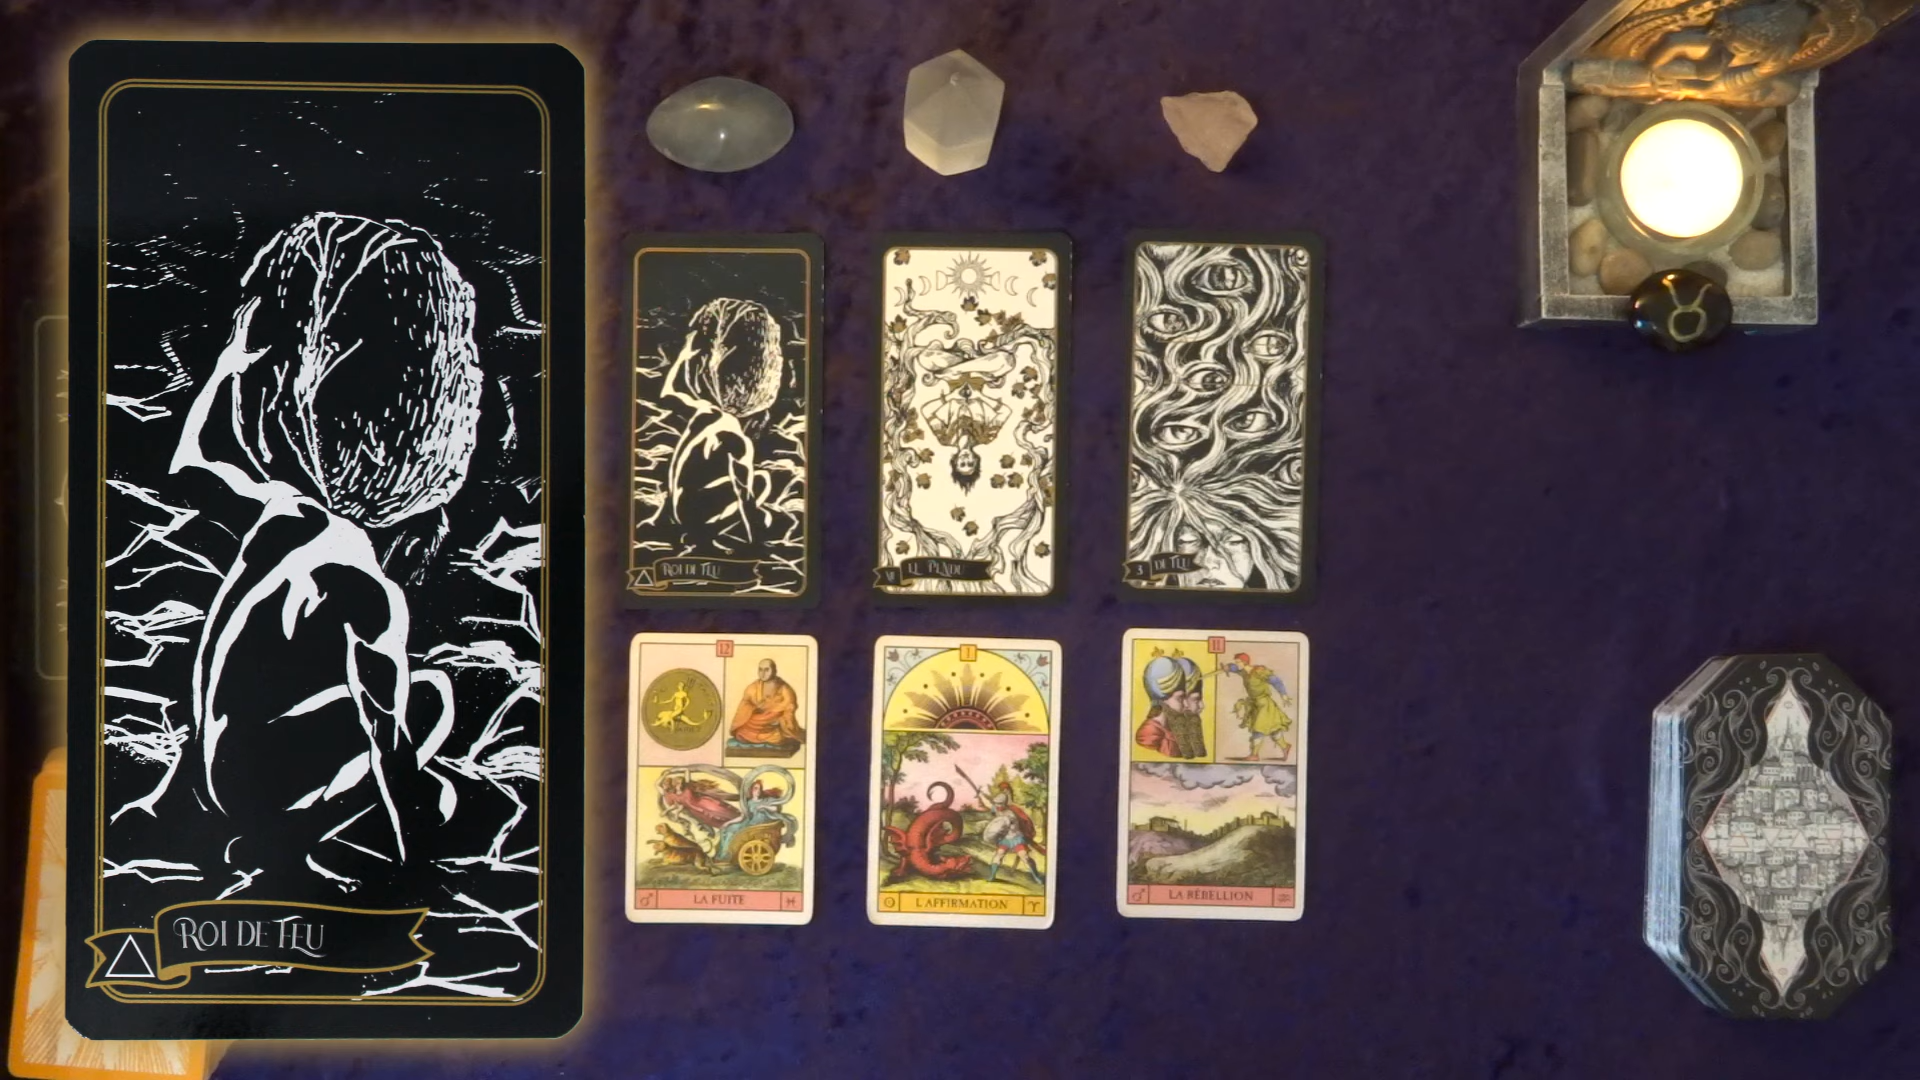 ROI DE FEU
ROI DE FEU
LE PENDU
3 DE FEU
12
LA FUITE
1
L'AFFIRMATION
11
LA RÉBELLION